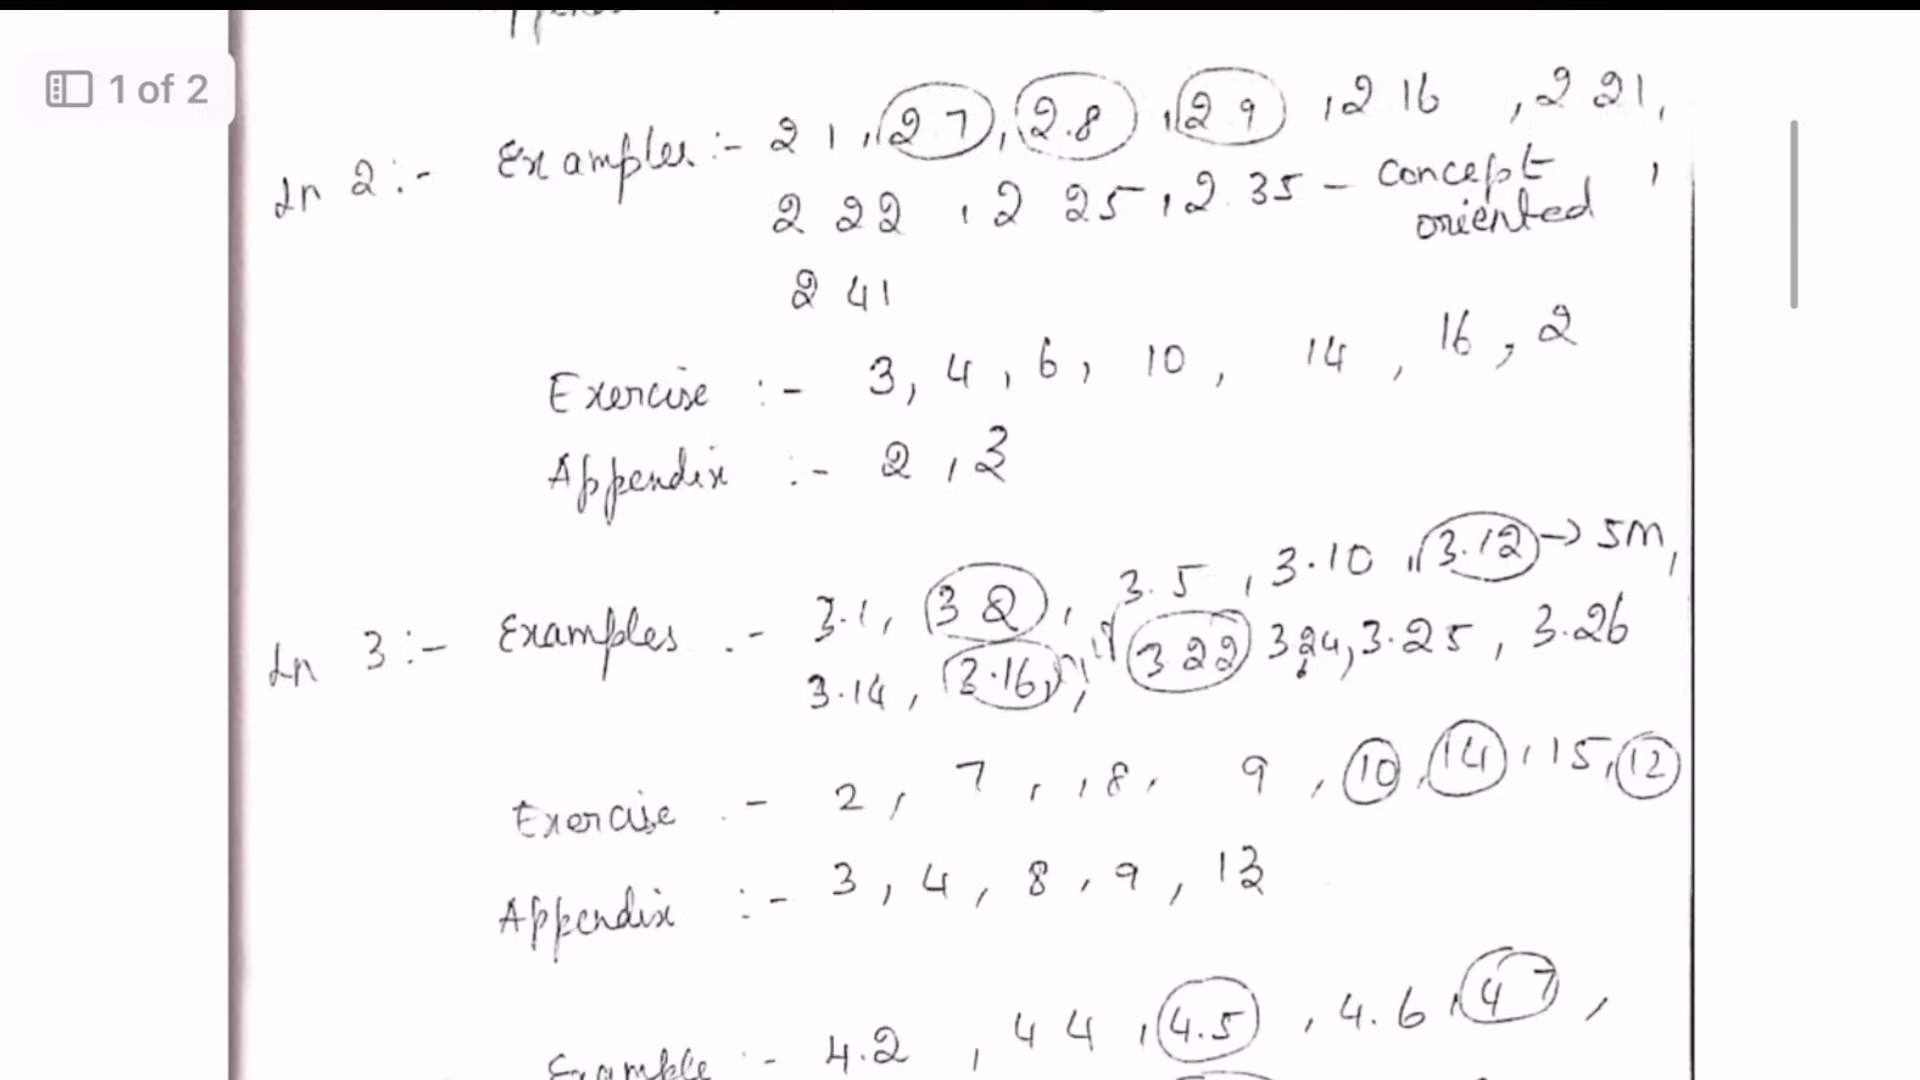 1 of 2
Ln 2:- Examples :- 2 1, 2 7, 2.8, 2 9, 2 16, 2 21,
2 22, 2 25, 2.35 - concept oriented,
2 41
Exercise :- 3, 4, 6, 10, 14, 16, 2
Appendix :- 2, 3
Ln 3:- Examples :- 3.1, 3 2, 3.5, 3.10, 3.12 → 5M,
3.14, 3.16, 3 22 3.24, 3.25, 3.26
Exercise :- 2, 7, 8, 9, 10, 14, 15, 12
Appendix :- 3, 4, 8, 9, 13
Example :- 4.2, 4 4, 4.5, 4.6, 4 7,